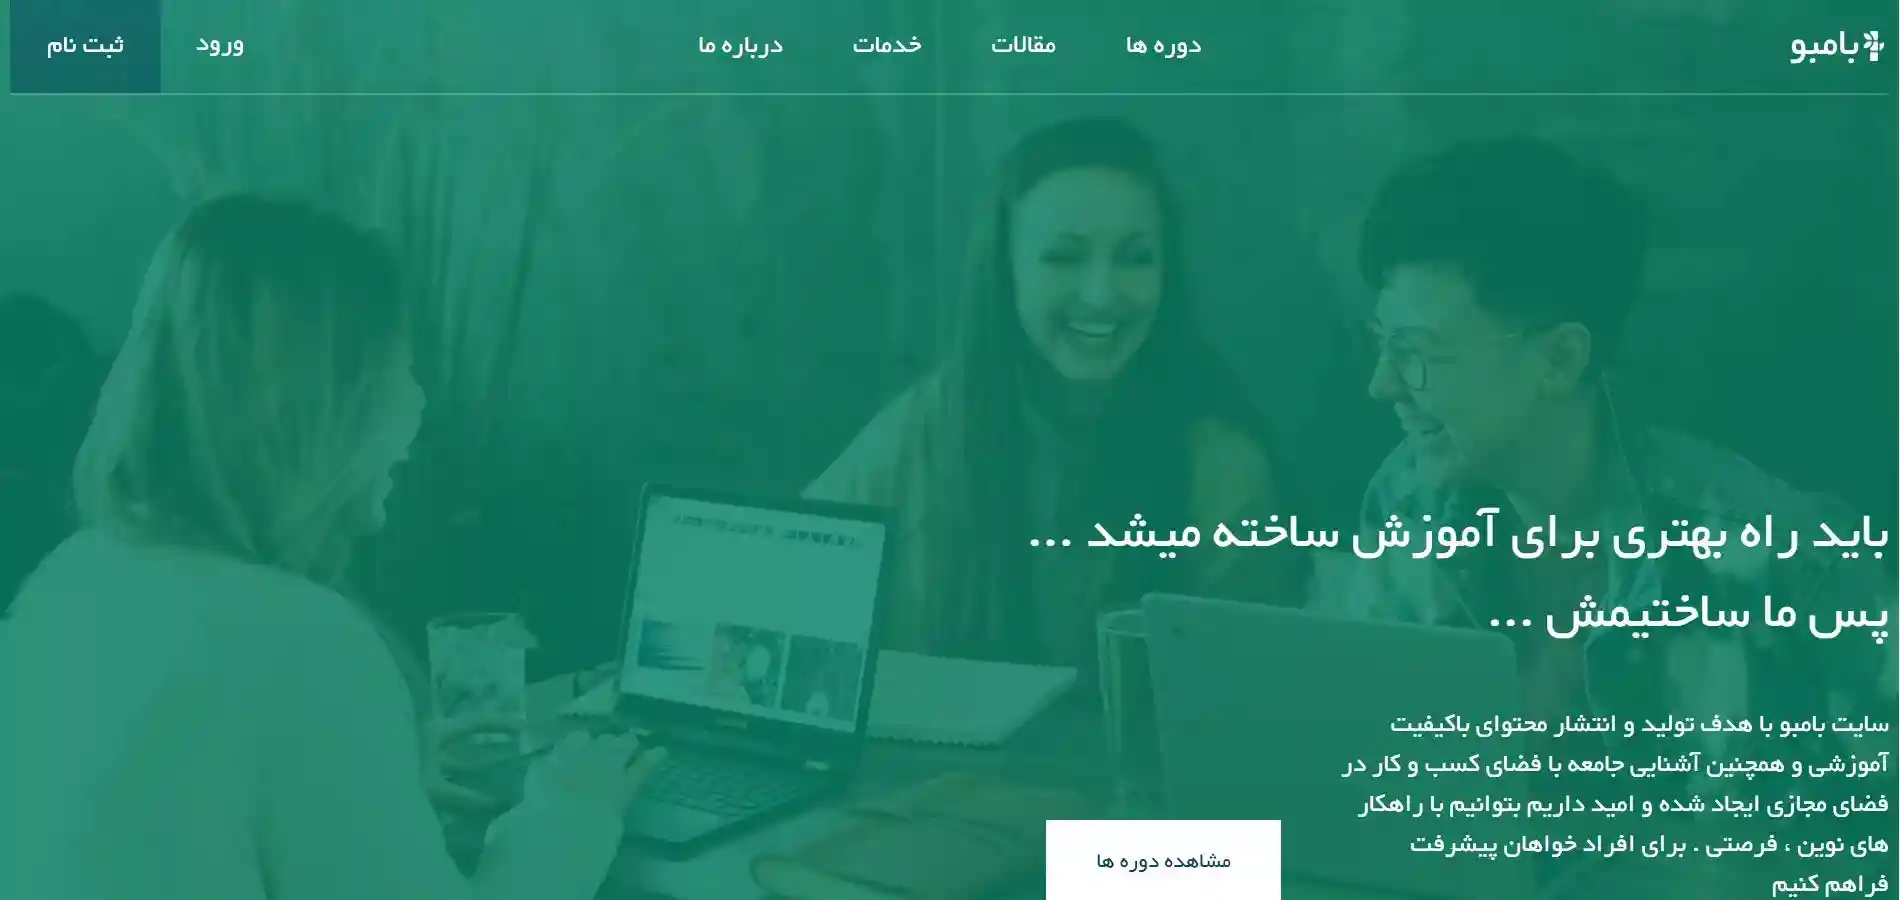 بامبو
دوره ها
مقالات
خدمات
درباره ما
ورود
ثبت نام
باید راه بهتری برای آموزش ساخته میشد ...
پس ما ساختیمش ...
سایت بامبو با هدف تولید و انتشار محتوای باکیفیت
آموزشی و همچنین آشنایی جامعه با فضای کسب و کار در
فضای مجازی ایجاد شده و امید داریم بتوانیم با راهکار
های نوین ، فرصتی . برای افراد خواهان پیشرفت
فراهم کنیم
مشاهده دوره ها